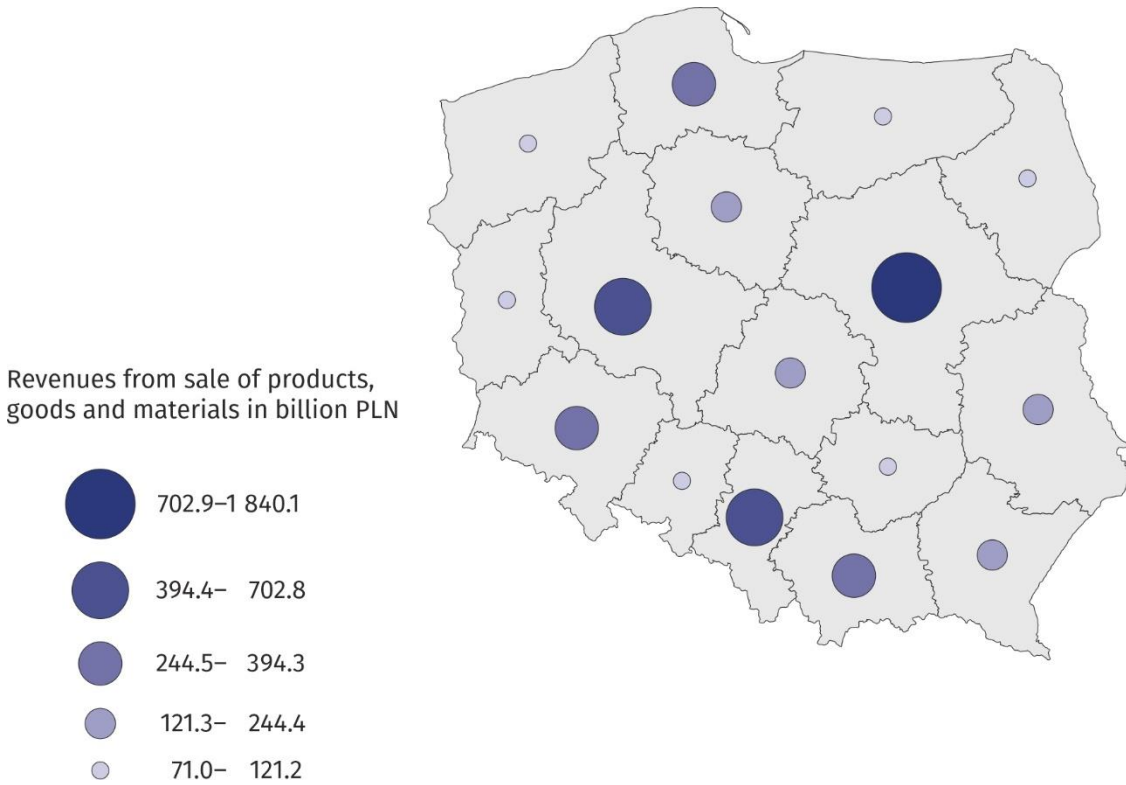 Revenues from sale of products,
goods and materials in billion PLN
702.9–1 840.1
394.4– 702.8
244.5– 394.3
121.3– 244.4
71.0– 121.2